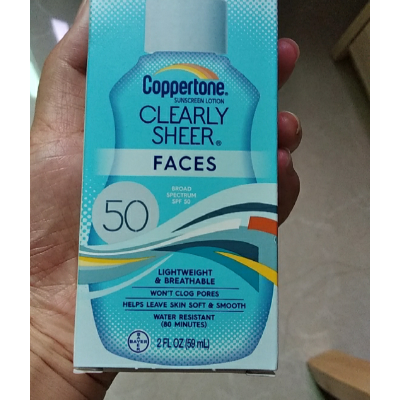 Coppertone®
SUNSCREEN LOTION
CLEARLY
SHEER®
FACES
BROAD
SPECTRUM
SPF 50
50
LIGHTWEIGHT
& BREATHABLE
WON'T CLOG PORES
HELPS LEAVE SKIN SOFT & SMOOTH
WATER RESISTANT
(80 MINUTES)
BAYER
2 FL OZ (59 mL)